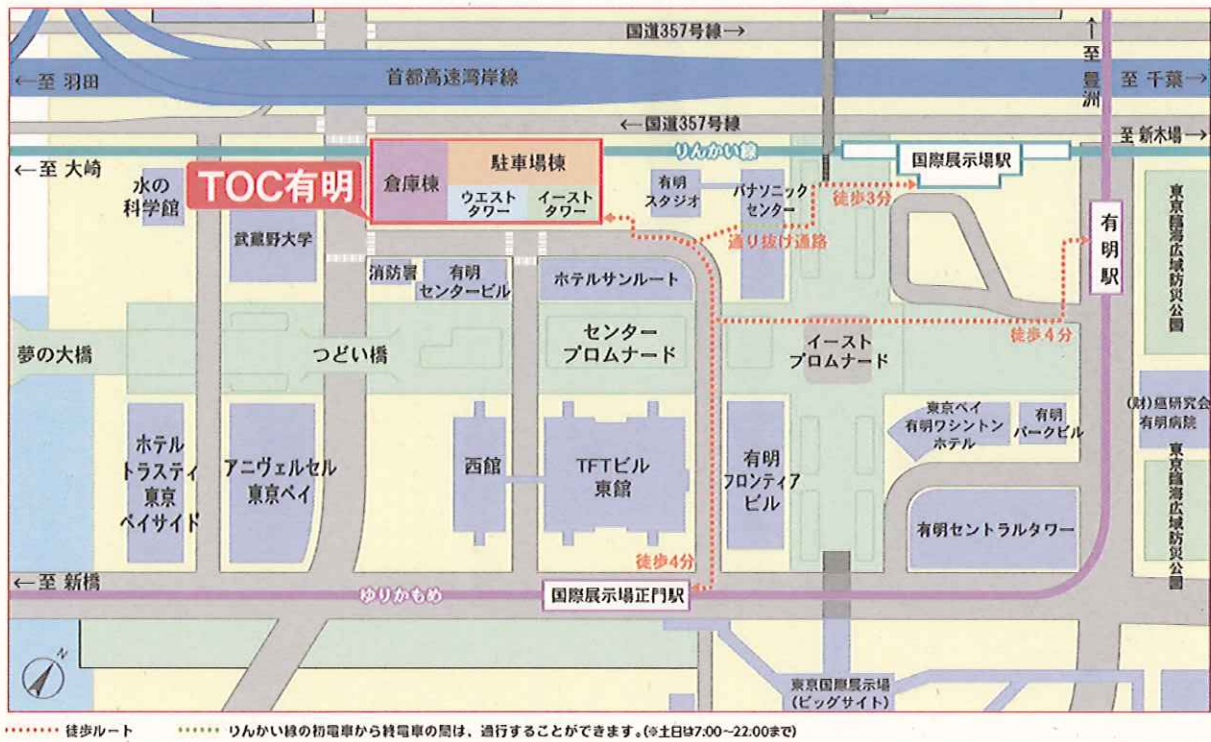 国道357号線→
首都高速湾岸線
←至 羽田
↑至 豊洲
至 千葉→
←国道357号線
至 新木場→
りんかい線
国際展示場駅
←至 大崎
TOC有明
倉庫棟
駐車場棟
ウエスト
タワー
イースト
タワー
水の
科学館
武蔵野大学
有明
スタジオ
パナソニック
センター
徒歩3分
通り抜け通路
有明駅
東京臨海広域防災公園
消防署
有明
センタービル
ホテルサンルート
徒歩4分
夢の大橋
つどい橋
センター
プロムナード
イースト
プロムナード
東京ベイ
有明ワシントン
ホテル
有明
パークビル
(財)癌研究会
有明病院
ホテル
トラスティ
東京
ベイサイド
アニヴェルセル
東京ベイ
西館
TFTビル
東館
有明
フロンティア
ビル
有明セントラルタワー
東京臨海広域防災公園
徒歩4分
←至 新橋
ゆりかもめ
国際展示場正門駅
N
東京国際展示場
(ビッグサイト)
徒歩ルート
りんかい線の初電車から終電車の間は、通行することができます。(※土日は7:00～22:00まで)